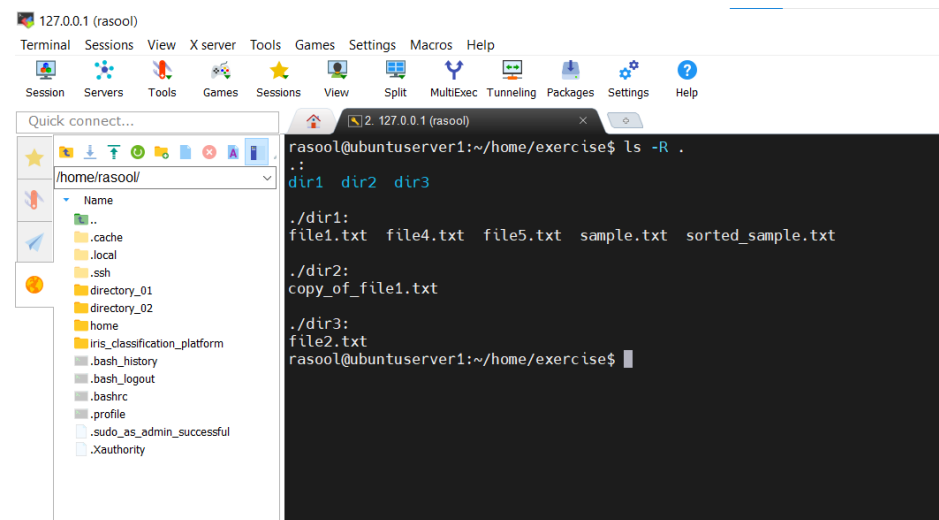 127.0.0.1 (rasool)
Terminal Sessions View X server Tools Games Settings Macros Help
Session Servers Tools Games Sessions View Split MultiExec Tunneling Packages Settings Help
Quick connect...
2. 127.0.0.1 (rasool)
/home/rasool/
Name
..
.cache
.local
.ssh
directory_01
directory_02
home
iris_classification_platform
.bash_history
.bash_logout
.bashrc
.profile
.sudo_as_admin_successful
.Xauthority
rasool@ubuntuserver1:~/home/exercise$ ls -R .
.:
dir1 dir2 dir3
./dir1:
file1.txt file4.txt file5.txt sample.txt sorted_sample.txt
./dir2:
copy_of_file1.txt
./dir3:
file2.txt
rasool@ubuntuserver1:~/home/exercise$